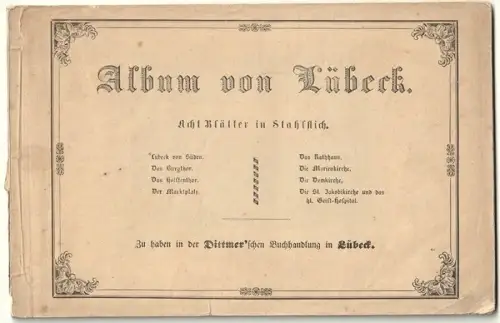 Album von Lübeck.
Acht Blätter in Stahlstich.
Lübeck von Süden.
Das Burgthor.
Das Holstenthor.
Der Marktplatz.
Das Rathhaus.
Die Marienkirche.
Die Domkirche.
Die St. Jakobikirche und das
hl. Geist-Hospital.
Zu haben in der Dittmer'schen Buchhandlung in Lübeck.